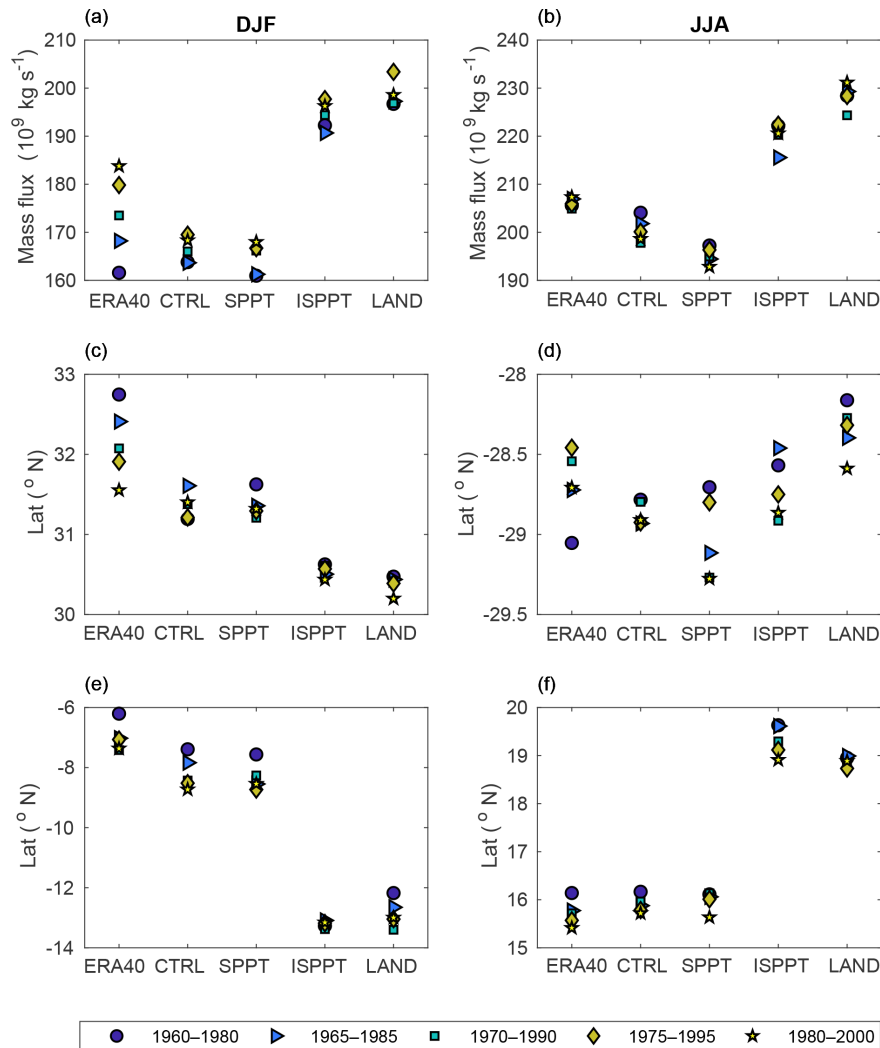 (a) DJF
(b) JJA
210
200
190
180
170
160
Mass flux (10⁹ kg s⁻¹)
ERA40 CTRL SPPT ISPPT LAND
240
230
220
210
200
190
Mass flux (10⁹ kg s⁻¹)
ERA40 CTRL SPPT ISPPT LAND
(c)
33
32
31
30
Lat (° N)
ERA40 CTRL SPPT ISPPT LAND
(d)
-28
-28.5
-29
-29.5
Lat (° N)
ERA40 CTRL SPPT ISPPT LAND
(e)
-6
-8
-10
-12
-14
Lat (° N)
ERA40 CTRL SPPT ISPPT LAND
(f)
20
19
18
17
16
15
Lat (° N)
ERA40 CTRL SPPT ISPPT LAND
1960–1980 1965–1985 1970–1990 1975–1995 1980–2000